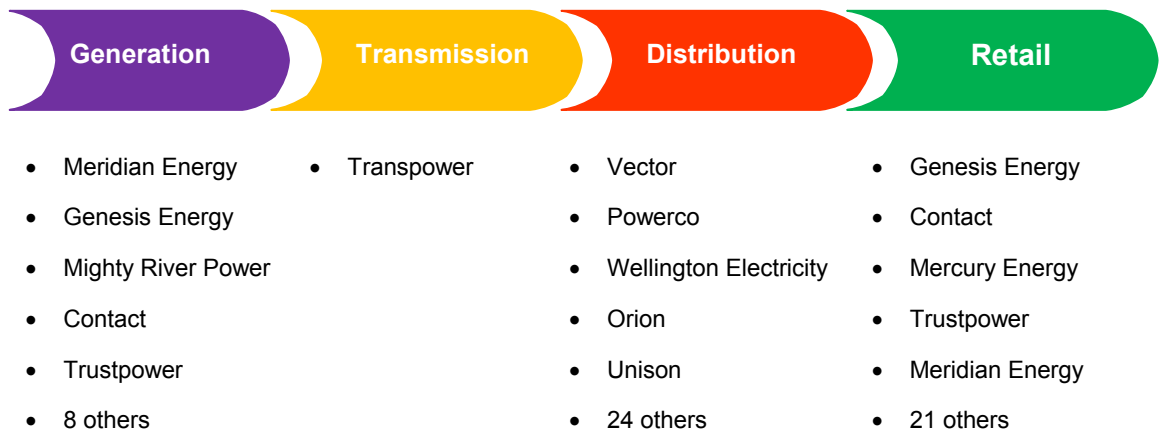 Generation
Transmission
Distribution
Retail
• Meridian Energy
• Genesis Energy
• Mighty River Power
• Contact
• Trustpower
• 8 others
• Transpower
• Vector
• Powerco
• Wellington Electricity
• Orion
• Unison
• 24 others
• Genesis Energy
• Contact
• Mercury Energy
• Trustpower
• Meridian Energy
• 21 others